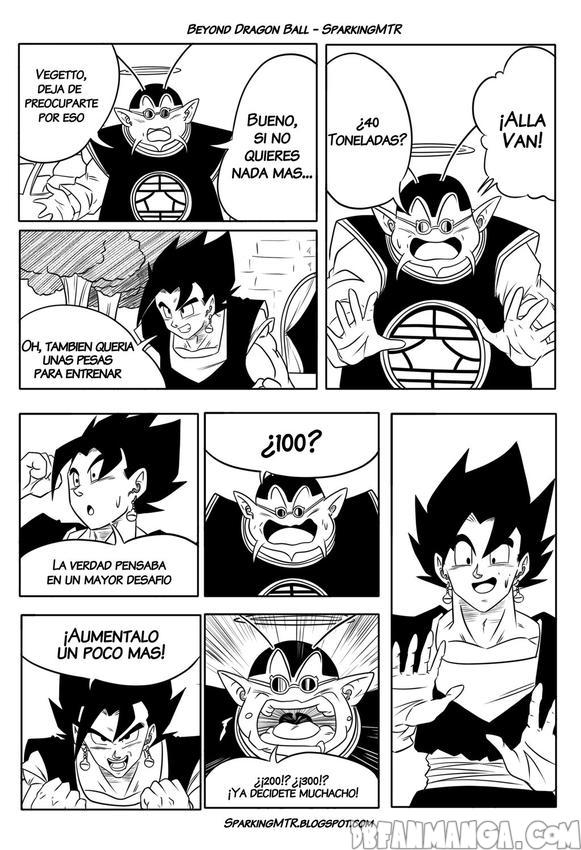 Beyond Dragon Ball - SparkingMTR
VEGETTO,
DEJA DE
PREOCUPARTE
POR ESO
BUENO,
SI NO
QUIERES
NADA MAS...
OH, TAMBIEN QUERIA
UNAS PESAS
PARA ENTRENAR
¡ALLA
VAN!
¿40
TONELADAS?
LA VERDAD PENSABA
EN UN MAYOR DESAFIO
¿100?
¡AUMENTALO
UN POCO MAS!
¿¡200!? ¿¡300!?
¡YA DECIDETE MUCHACHO!
SparkingMTR.blogspot.com
DBFANMANGA.COM